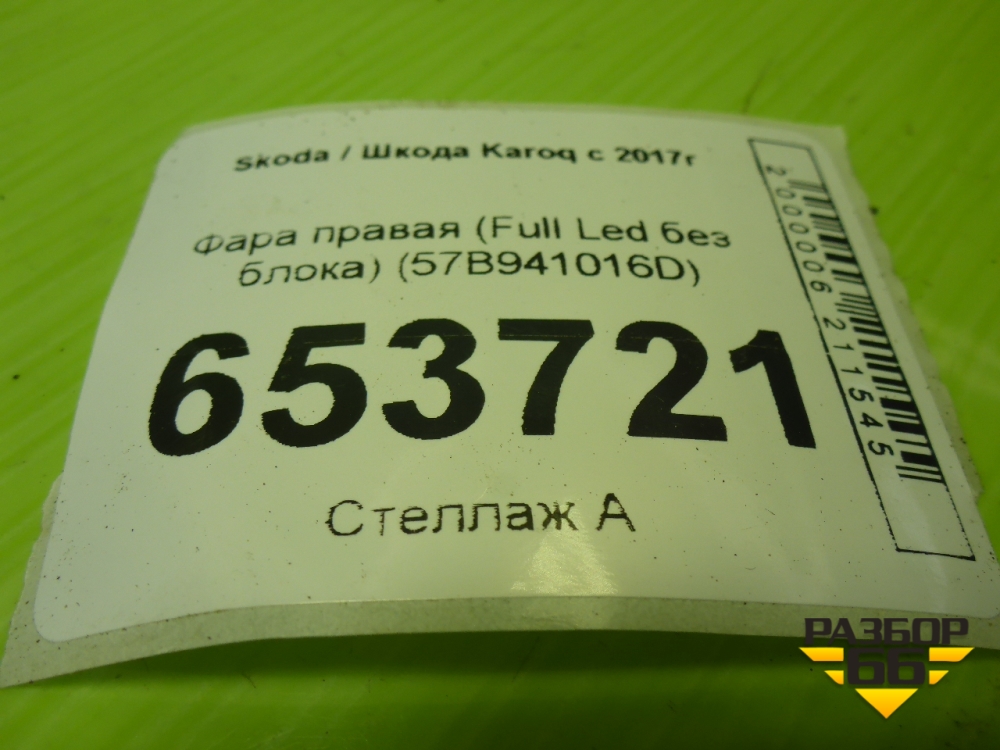 Skoda / Шкода Karoq с 2017г
Фара правая (Full Led без
блока) (57B941016D)
653721
Стеллаж А
2000006211545
РАЗБОР
66